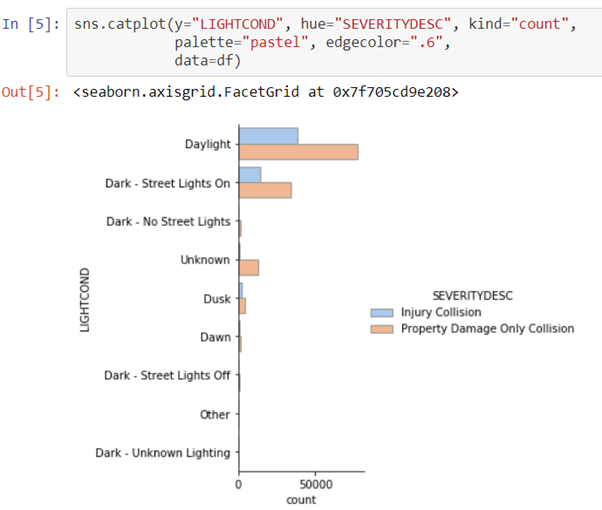 In [5]: sns.catplot(y="LIGHTCOND", hue="SEVERITYDESC", kind="count",
palette="pastel", edgecolor=".6",
data=df)
Out[5]: <seaborn.axisgrid.FacetGrid at 0x7f705cd9e208>
Daylight
Dark - Street Lights On
Dark - No Street Lights
Unknown
Dusk
Dawn
Dark - Street Lights Off
Other
Dark - Unknown Lighting
LIGHTCOND
0 50000
count
SEVERITYDESC
Injury Collision
Property Damage Only Collision